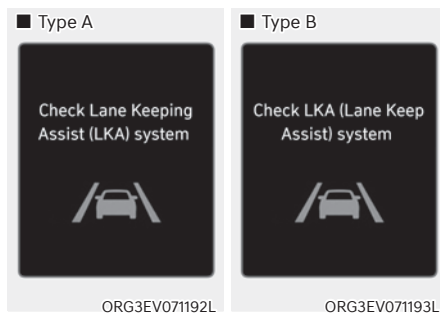 ■ Type A
Check Lane Keeping
Assist (LKA) system
ORG3EV071192L
■ Type B
Check LKA (Lane Keep
Assist) system
ORG3EV071193L